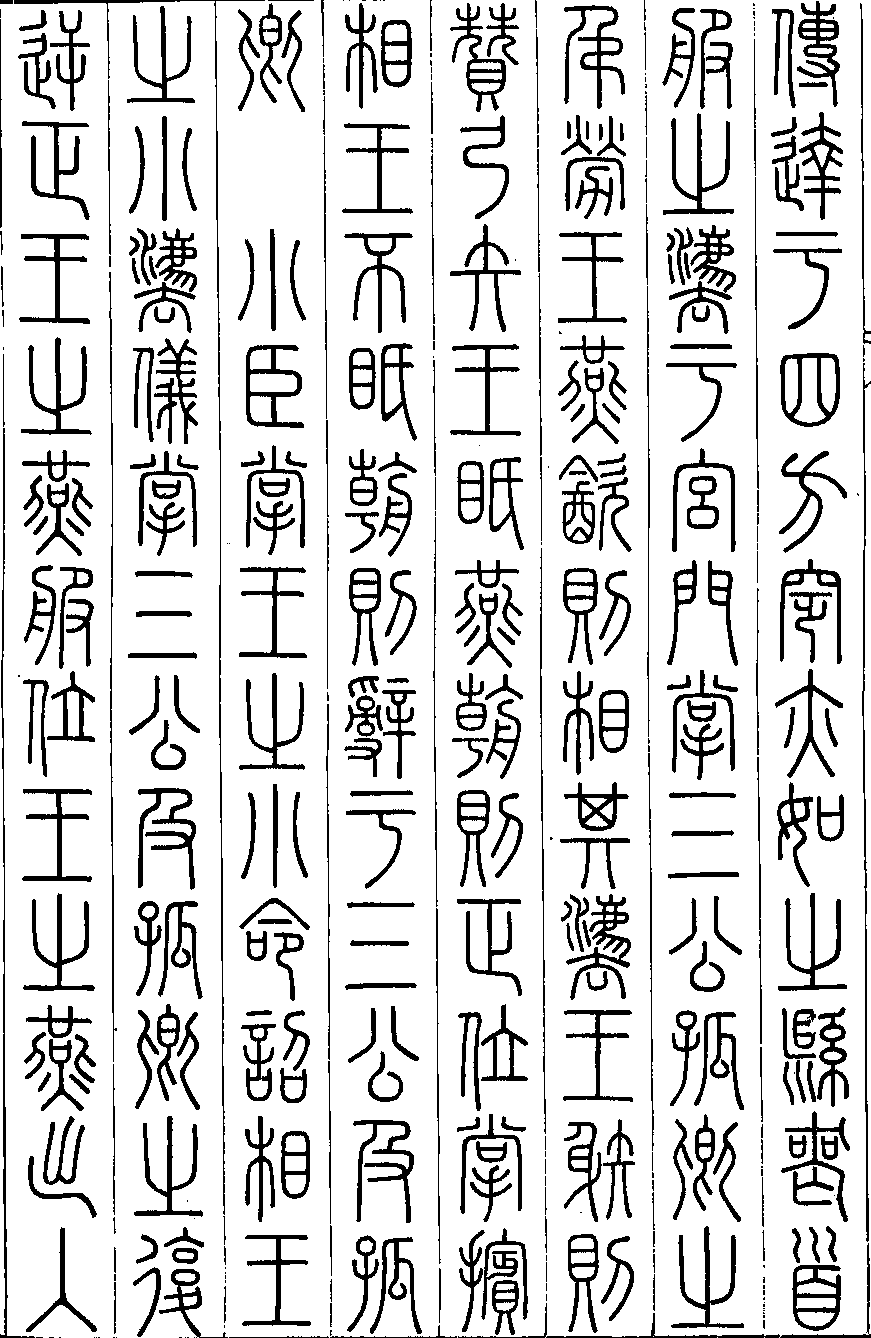 傳達于四方窆亦如之縣喪首
服之灋于宮門掌三公孤卿之
弔勞王燕飲則相其灋王射則
贊弓矢王眡燕朝則正位掌擯
相王不眡朝則辭于三公及孤
卿　小臣掌王之小命詔相王
之小灋儀掌三公及孤卿之復
逆正王之燕服位王之燕出入